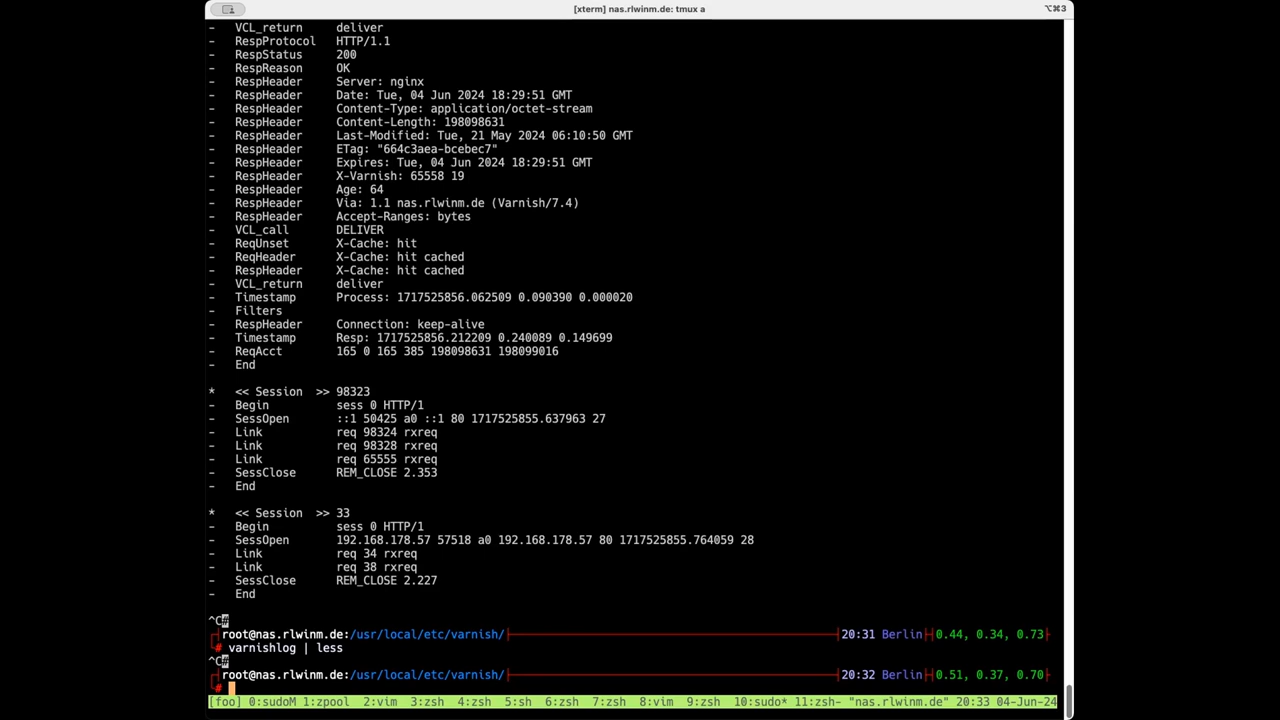 [xterm] nas.rlwinm.de: tmux a
⌥⌘3
- VCL_return deliver
- RespProtocol HTTP/1.1
- RespStatus 200
- RespReason OK
- RespHeader Server: nginx
- RespHeader Date: Tue, 04 Jun 2024 18:29:51 GMT
- RespHeader Content-Type: application/octet-stream
- RespHeader Content-Length: 198098631
- RespHeader Last-Modified: Tue, 21 May 2024 06:10:50 GMT
- RespHeader ETag: "664c3aea-bcebec7"
- RespHeader Expires: Tue, 04 Jun 2024 18:29:51 GMT
- RespHeader X-Varnish: 65558 19
- RespHeader Age: 64
- RespHeader Via: 1.1 nas.rlwinm.de (Varnish/7.4)
- RespHeader Accept-Ranges: bytes
- VCL_call DELIVER
- ReqUnset X-Cache: hit
- ReqHeader X-Cache: hit cached
- RespHeader X-Cache: hit cached
- VCL_return deliver
- Timestamp Process: 1717525856.062509 0.090390 0.000020
- Filters
- RespHeader Connection: keep-alive
- Timestamp Resp: 1717525856.212209 0.240089 0.149699
- ReqAcct 165 0 165 385 198098631 198099016
- End
* << Session >> 98323
- Begin sess 0 HTTP/1
- SessOpen ::1 50425 a0 ::1 80 1717525855.637963 27
- Link req 98324 rxreq
- Link req 98328 rxreq
- Link req 65555 rxreq
- SessClose REM_CLOSE 2.353
- End
* << Session >> 33
- Begin sess 0 HTTP/1
- SessOpen 192.168.178.57 57518 a0 192.168.178.57 80 1717525855.764059 28
- Link req 34 rxreq
- Link req 38 rxreq
- SessClose REM_CLOSE 2.227
- End
^C#
root@nas.rlwinm.de:/usr/local/etc/varnish/ 20:31 Berlin 0.44, 0.34, 0.73
# varnishlog | less
^C#
root@nas.rlwinm.de:/usr/local/etc/varnish/ 20:32 Berlin 0.51, 0.37, 0.70
#
[foo] 0:sudoM 1:zpool 2:vim 3:zsh 4:zsh 5:sh 6:zsh 7:zsh 8:vim 9:zsh 10:sudo* 11:zsh- "nas.rlwinm.de" 20:33 04-Jun-24